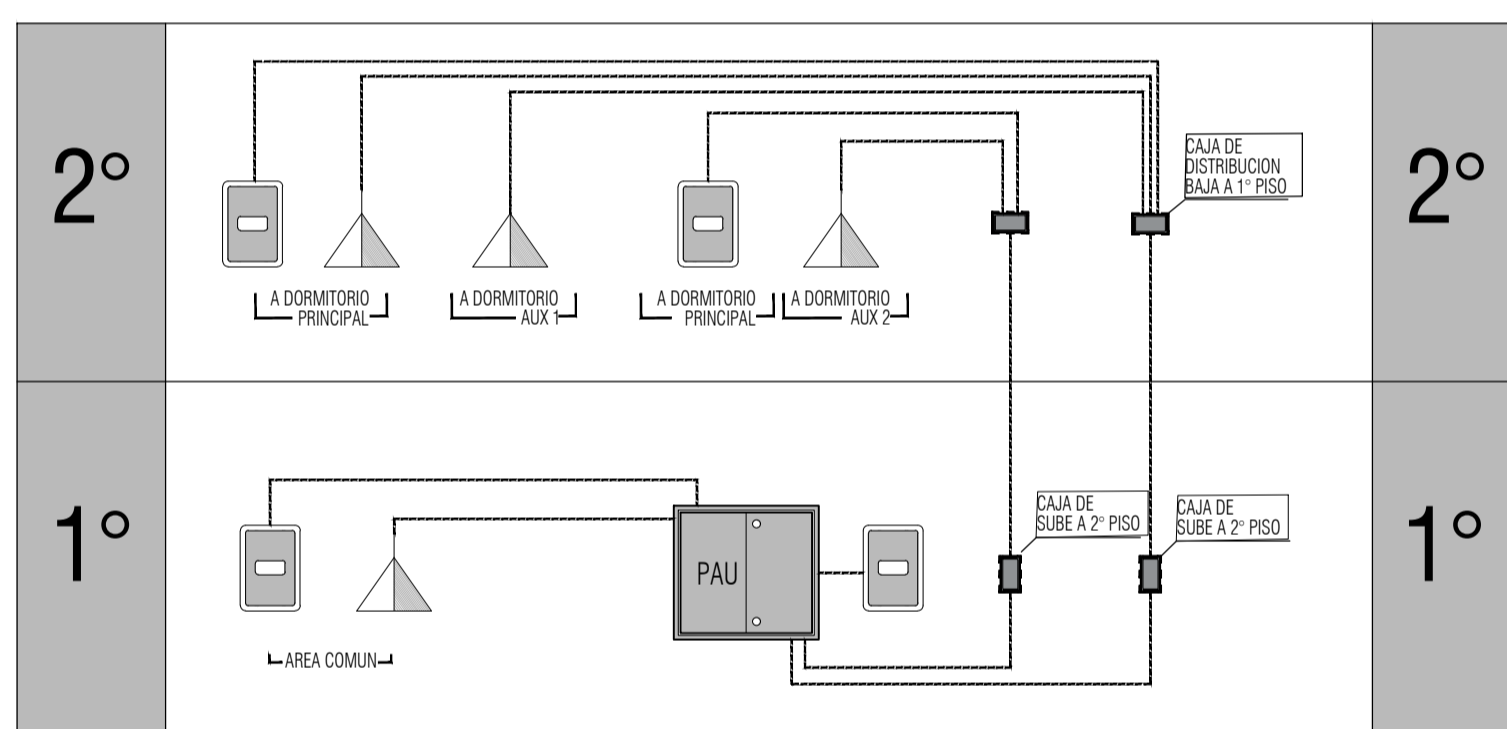 2°
2°
CAJA DE
DISTRIBUCION
BAJA A 1° PISO
A DORMITORIO
PRINCIPAL
A DORMITORIO
AUX 1
A DORMITORIO
PRINCIPAL
A DORMITORIO
AUX 2
1°
1°
CAJA DE
SUBE A 2° PISO
CAJA DE
SUBE A 2° PISO
PAU
AREA COMUN